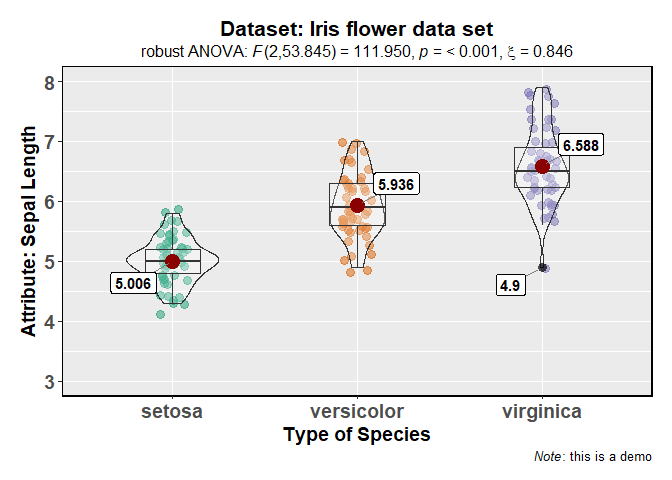 Dataset: Iris flower data set
robust ANOVA: F(2,53.845) = 111.950, p = < 0.001, ξ = 0.846
Attribute: Sepal Length
8
7
6
5
4
3
6.588
5.936
5.006
4.9
setosa
versicolor
virginica
Type of Species
Note: this is a demo